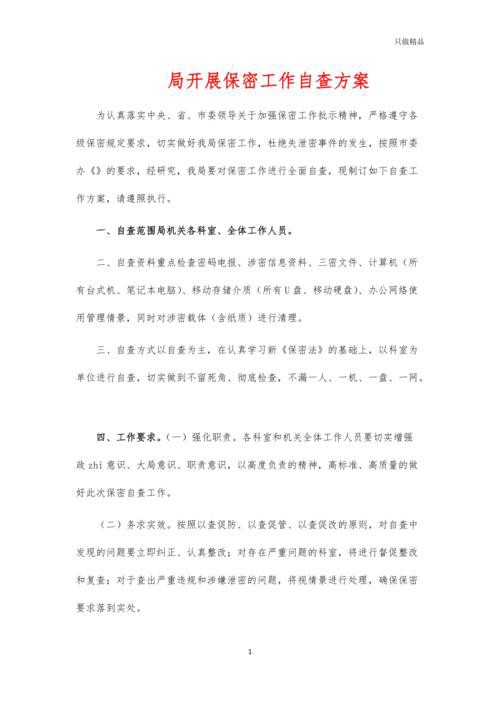 只做精品
局开展保密工作自查方案
为认真落实中央、省、市委领导关于加强保密工作批示精神，严格遵守各
级保密规定要求，切实做好我局保密工作，杜绝失泄密事件的发生，按照市委
办《》的要求，经研究，我局要对保密工作进行全面自查，现制订如下自查工
作方案，请遵照执行。
一、自查范围局机关各科室、全体工作人员。
二、自查资料重点检查密码电报、涉密信息资料、三密文件、计算机（所
有台式机、笔记本电脑）、移动存储介质（所有U盘、移动硬盘）、办公网络使
用管理情景，同时对涉密载体（含纸质）进行清理。
三、自查方式以自查为主，在认真学习新《保密法》的基础上，以科室为
单位进行自查，切实做到不留死角、彻底检查，不漏一人、一机、一盘、一网。
四、工作要求。（一）强化职责。各科室和机关全体工作人员要切实增强
政zhi意识、大局意识、职责意识，以高度负责的精神，高标准、高质量的做
好此次保密自查工作。
（二）务求实效。按照以查促防、以查促管、以查促改的原则，对自查中
发现的问题要立即纠正、认真整改；对存在严重问题的科室，将进行督促整改
和复查；对于查出严重违规和涉嫌泄密的问题，将视情景进行处理，确保保密
要求落到实处。
1